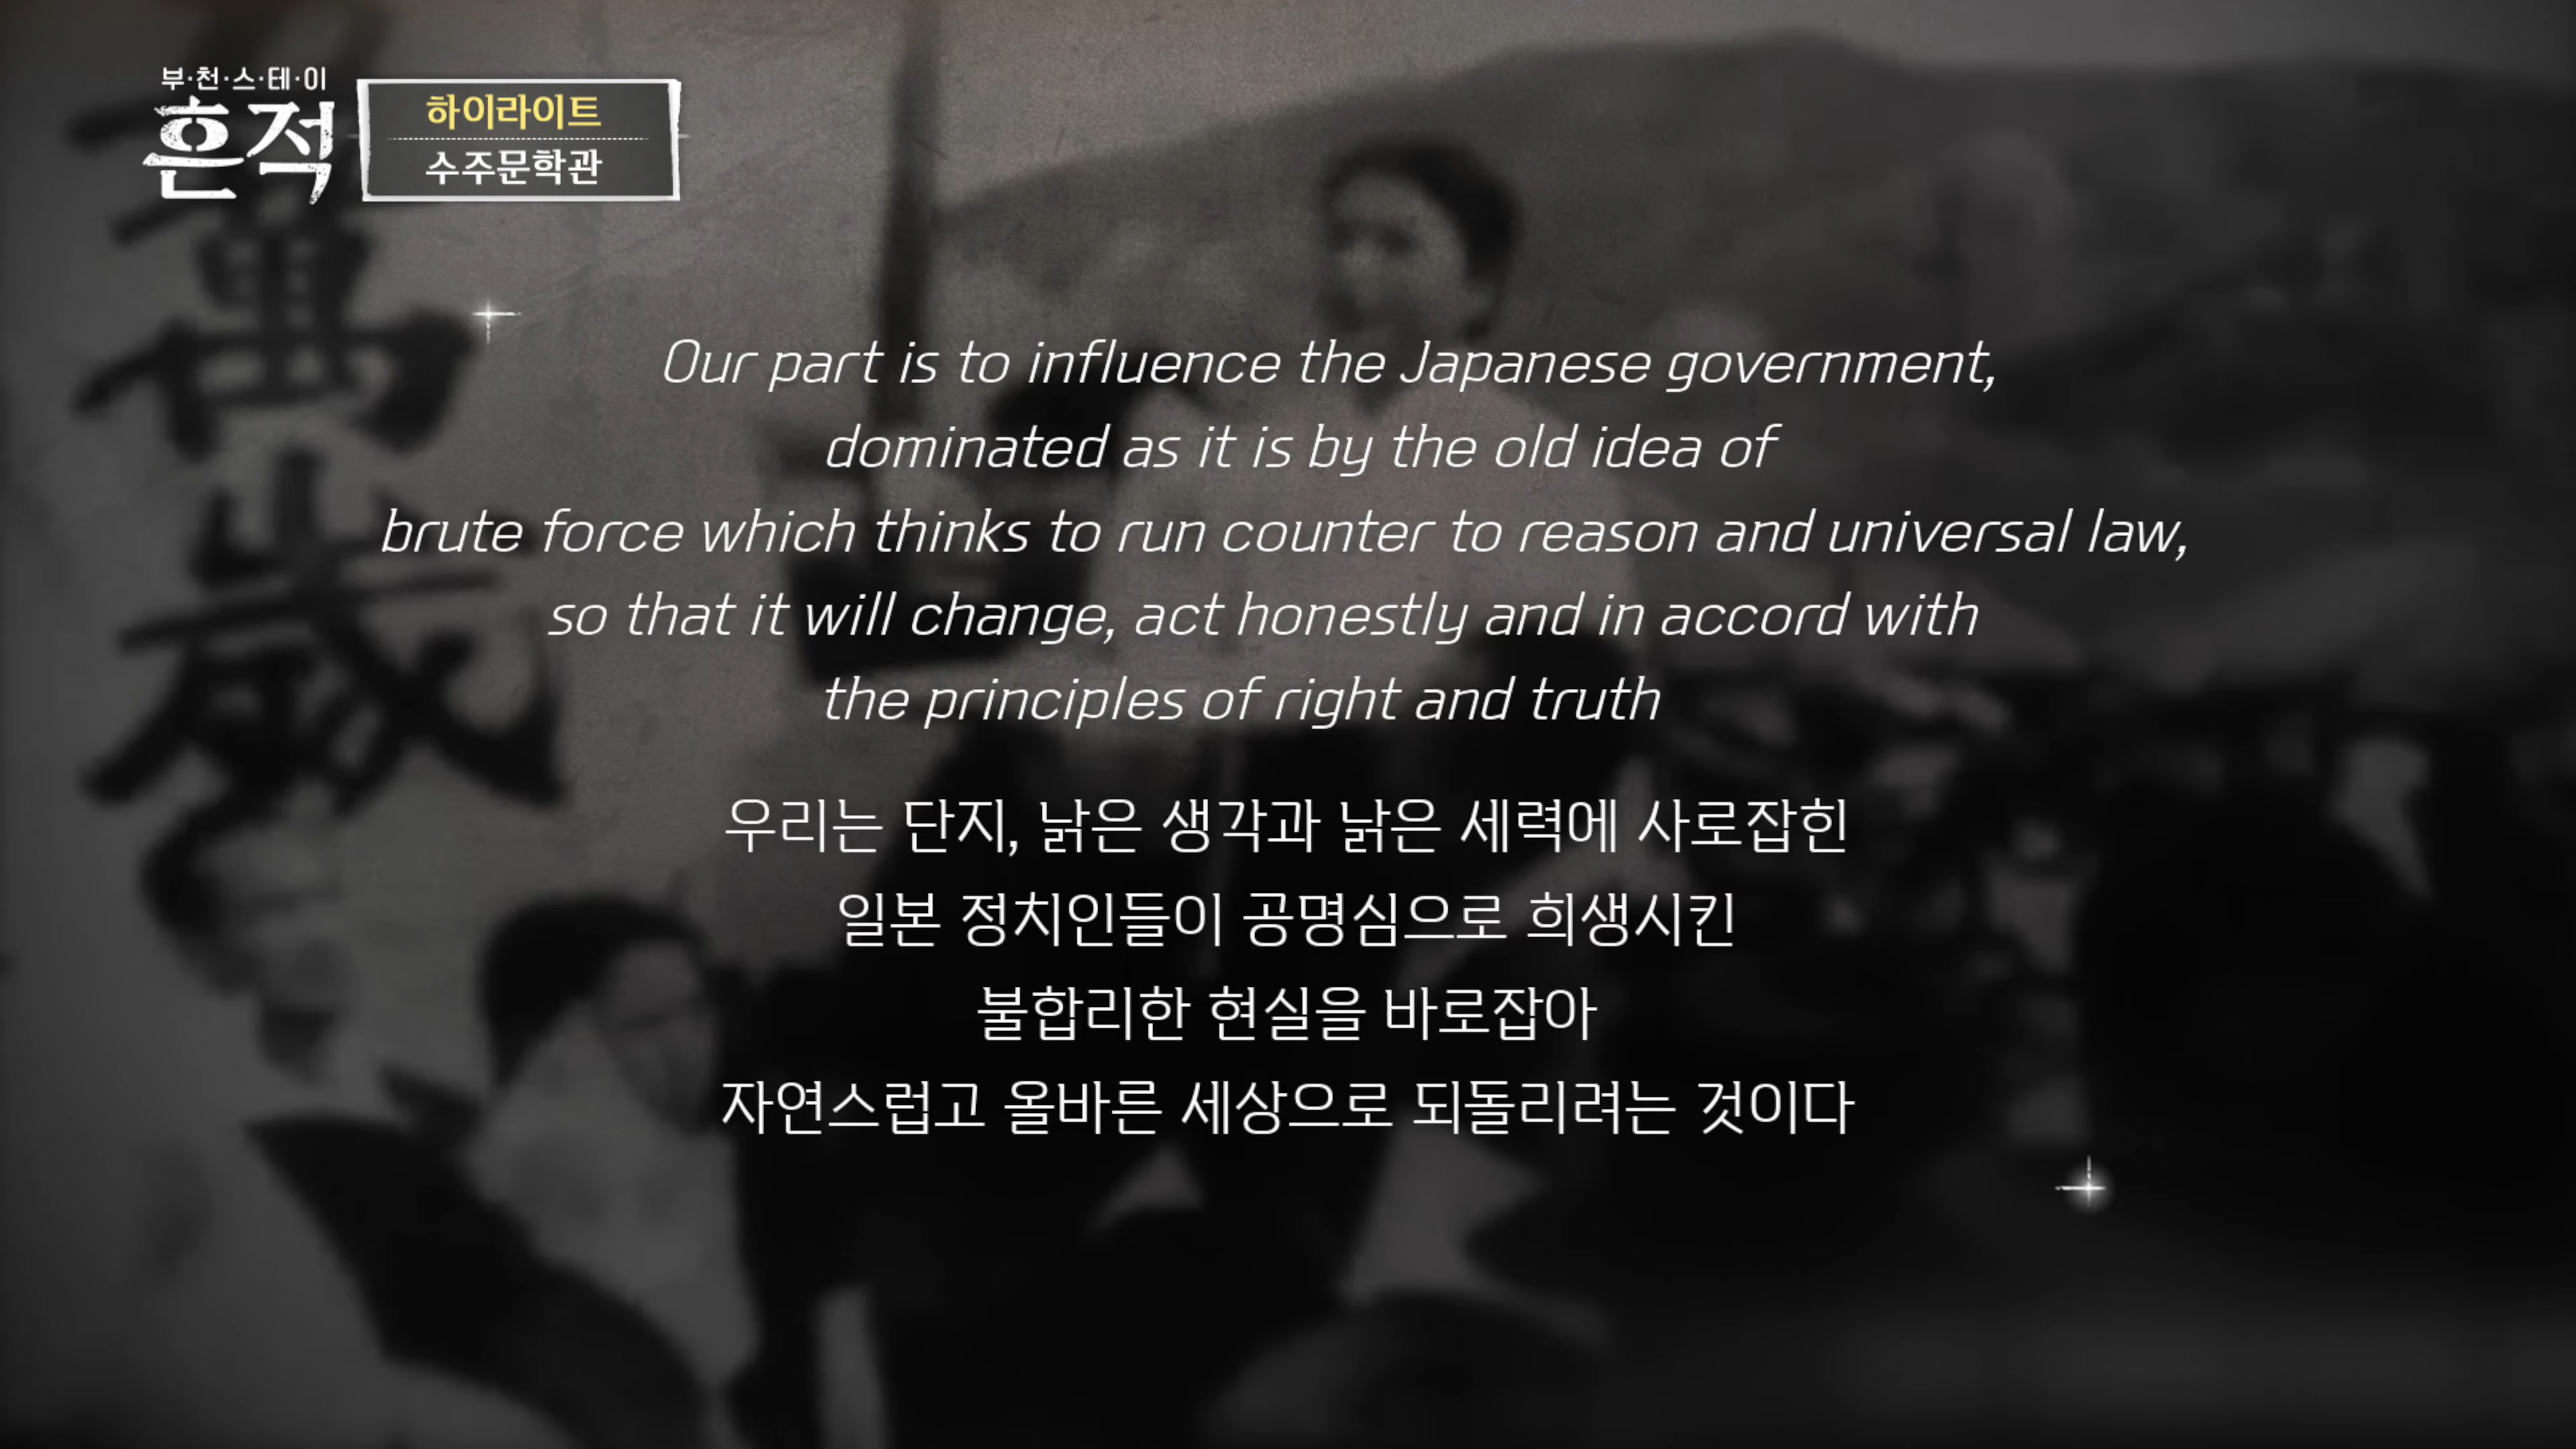 부·천·스·테·이
흔적
하이라이트
수주문학관
萬
歲
Our part is to influence the Japanese government,
dominated as it is by the old idea of
brute force which thinks to run counter to reason and universal law,
so that it will change, act honestly and in accord with
the principles of right and truth
우리는 단지, 낡은 생각과 낡은 세력에 사로잡힌
일본 정치인들이 공명심으로 희생시킨
불합리한 현실을 바로잡아
자연스럽고 올바른 세상으로 되돌리려는 것이다